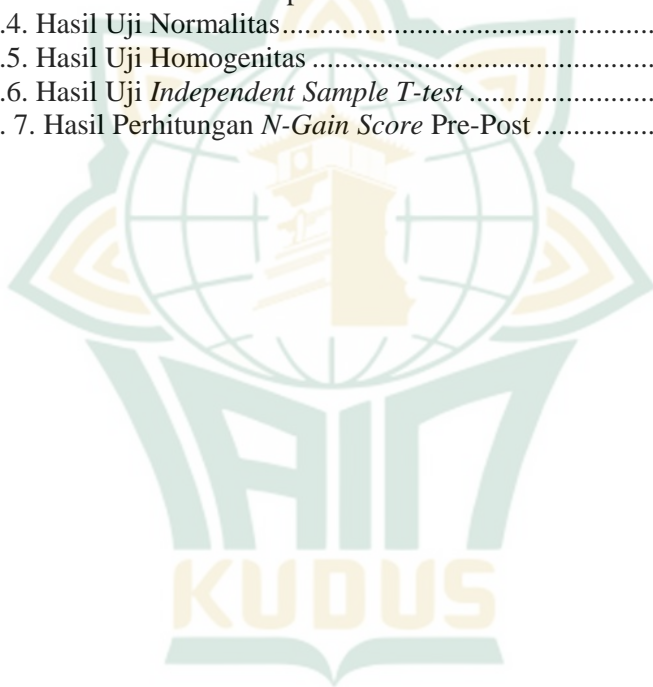 .4. Hasil Uji Normalitas..............................................
.5. Hasil Uji Homogenitas ..........................................
.6. Hasil Uji Independent Sample T-test ......................
. 7. Hasil Perhitungan N-Gain Score Pre-Post ..............
IAIN
KUDUS